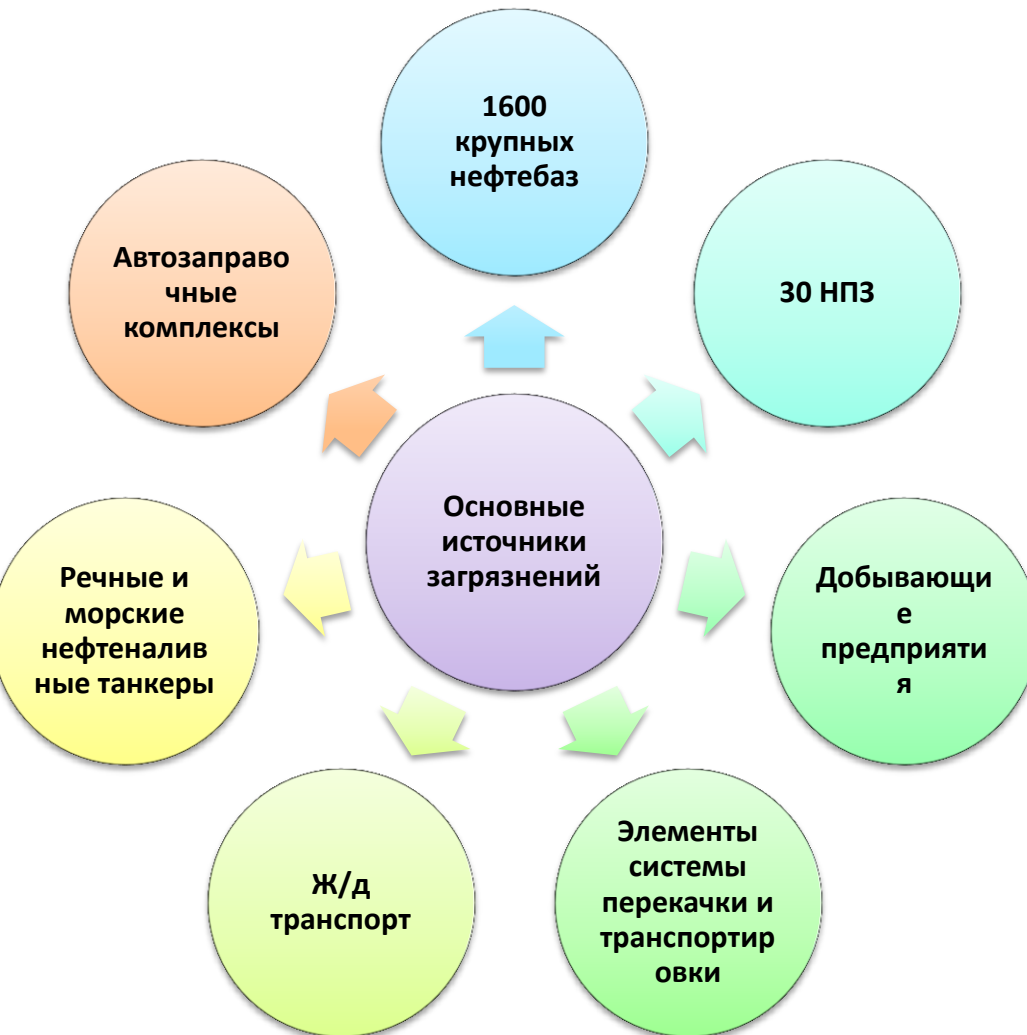 1600
крупных
нефтебаз
30 НПЗ
Добывающи
е
предприяти
я
Элементы
системы
перекачки и
транспортир
овки
Ж/д
транспорт
Речные и
морские
нефтеналив
ные танкеры
Автозаправо
чные
комплексы
Основные
источники
загрязнений